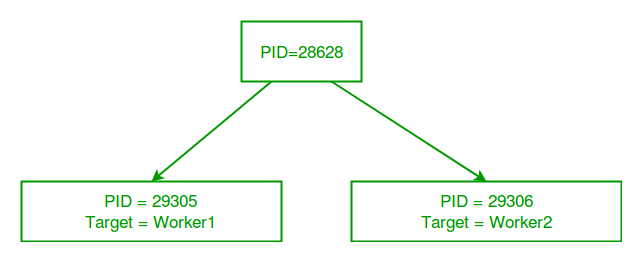 PID=28628
PID = 29305
Target = Worker1
PID = 29306
Target = Worker2